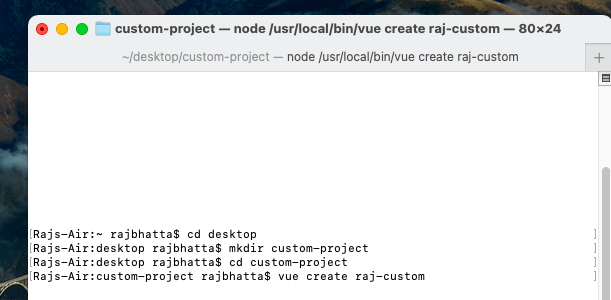 custom-project — node /usr/local/bin/vue create raj-custom — 80×24
~/desktop/custom-project — node /usr/local/bin/vue create raj-custom
+
[Rajs-Air:~ rajbhatta$ cd desktop ]
[Rajs-Air:desktop rajbhatta$ mkdir custom-project ]
[Rajs-Air:desktop rajbhatta$ cd custom-project ]
[Rajs-Air:custom-project rajbhatta$ vue create raj-custom ]